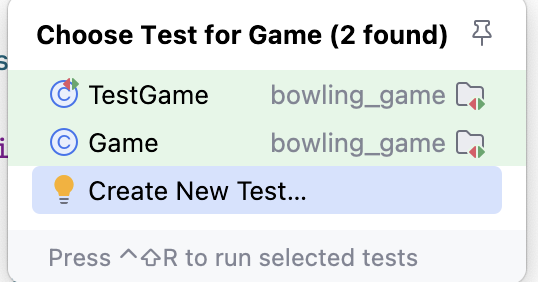 Choose Test for Game (2 found)
TestGame bowling_game
Game bowling_game
Create New Test...
Press ⌃⇧R to run selected tests